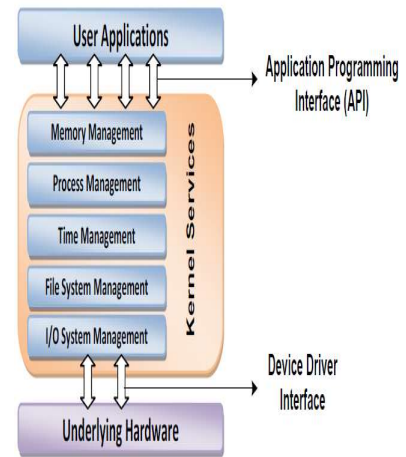 User Applications
Application Programming
Interface (API)
Memory Management
Process Management
Time Management
File System Management
I/O System Management
Kernel Services
Device Driver
Interface
Underlying Hardware